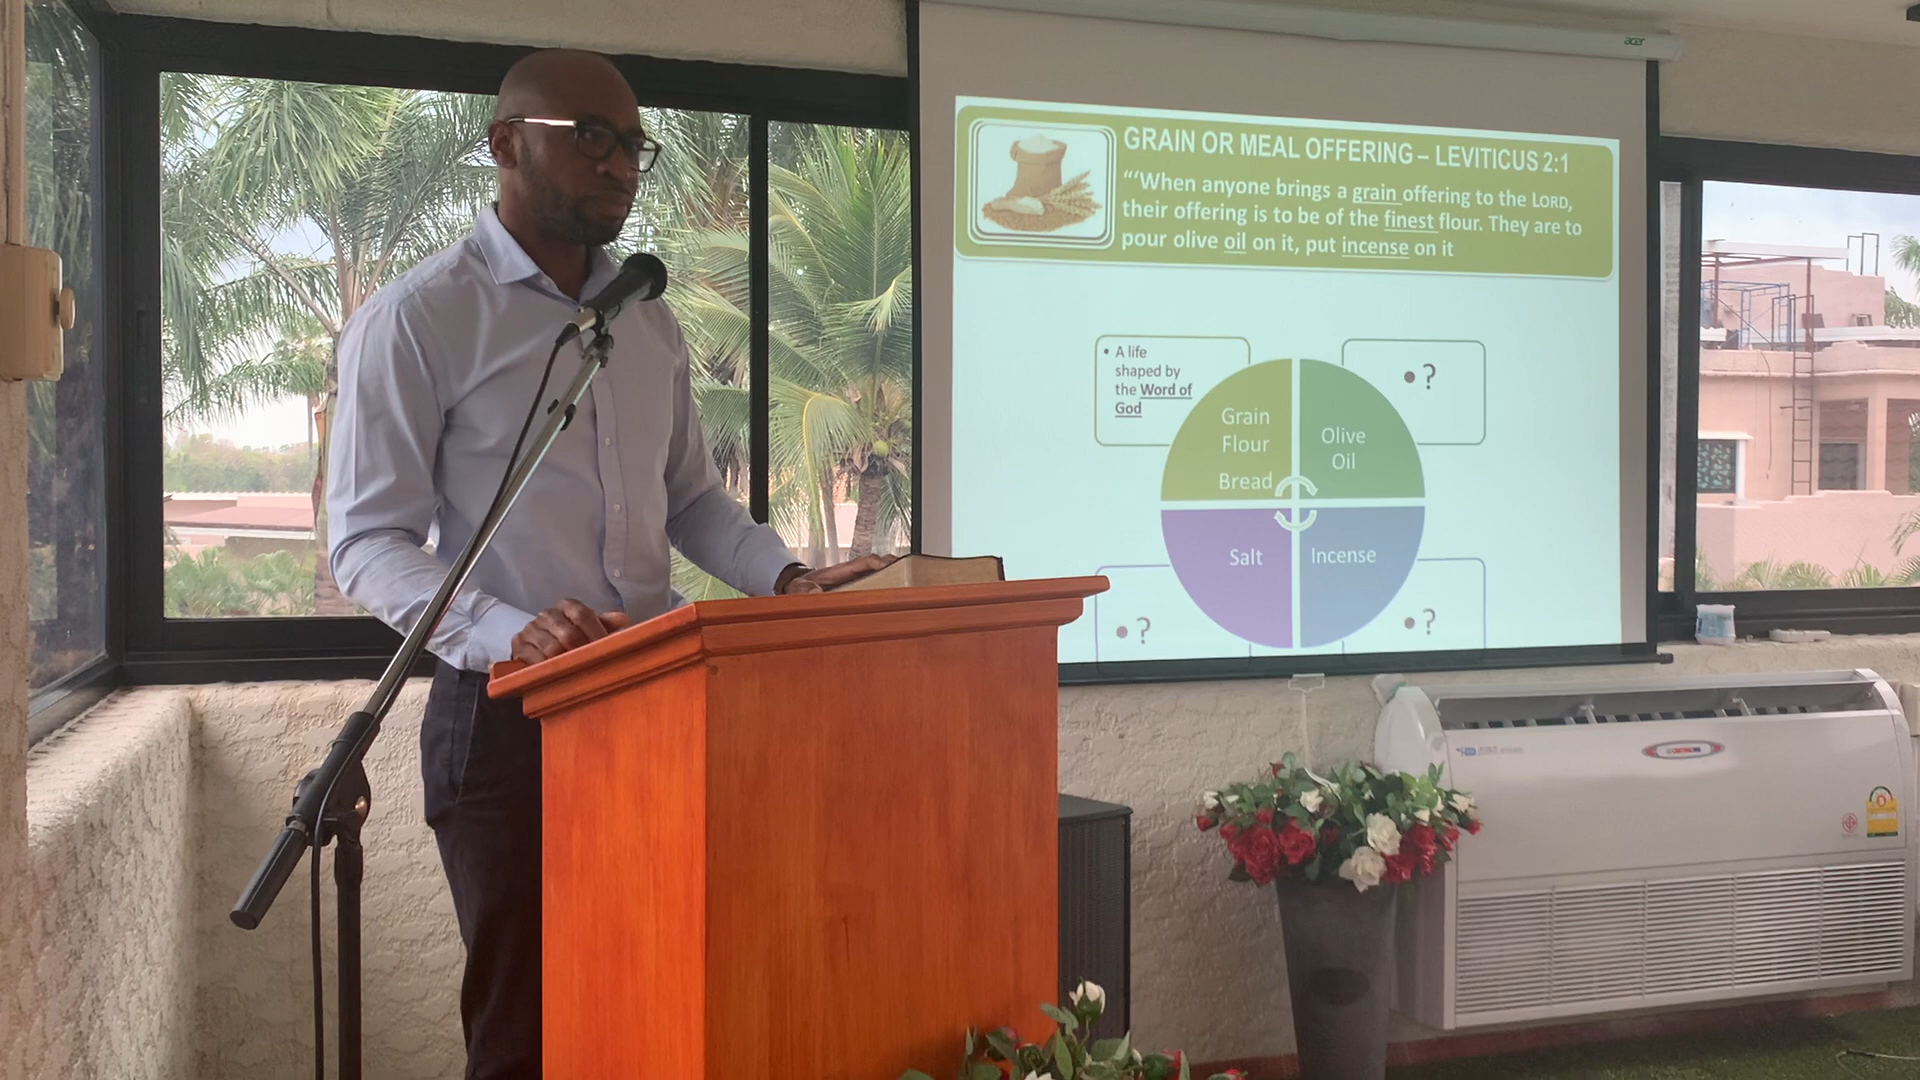 acer
GRAIN OR MEAL OFFERING – LEVITICUS 2:1
“‘When anyone brings a grain offering to the LORD,
their offering is to be of the finest flour. They are to
pour olive oil on it, put incense on it
• A life
shaped by
the Word of
God
• ?
Grain
Flour
Bread
Olive
Oil
Salt
Incense
• ?
• ?